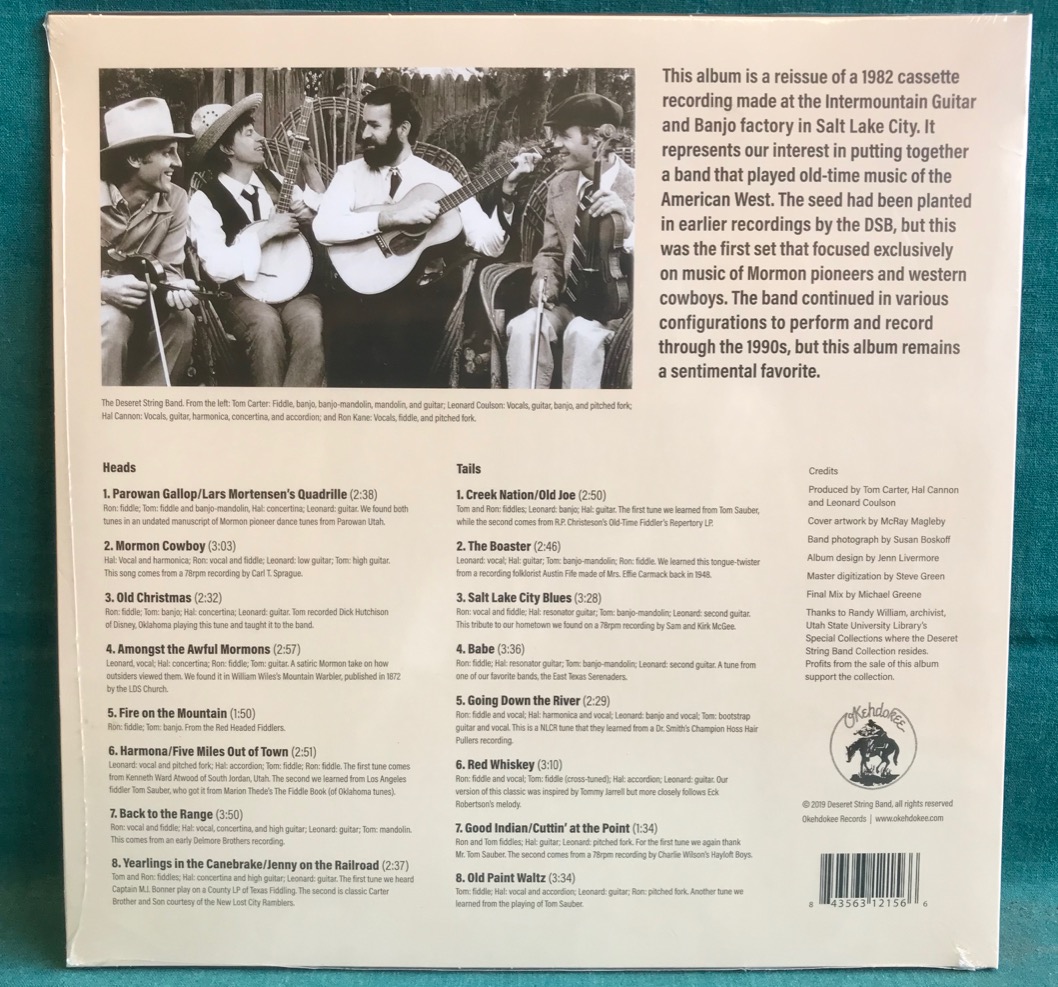 This album is a reissue of a 1982 cassette
recording made at the Intermountain Guitar
and Banjo factory in Salt Lake City. It
represents our interest in putting together
a band that played old-time music of the
American West. The seed had been planted
in earlier recordings by the DSB, but this
was the first set that focused exclusively
on music of Mormon pioneers and western
cowboys. The band continued in various
configurations to perform and record
through the 1990s, but this album remains
a sentimental favorite.
The Deseret String Band. From the left: Tom Carter: Fiddle, banjo, banjo-mandolin, mandolin, and guitar; Leonard Coulson: Vocals, guitar, banjo, and pitched fork;
Hal Cannon: Vocals, guitar, harmonica, concertina, and accordion; and Ron Kane: Vocals, fiddle, and pitched fork.
Heads
1. Parowan Gallop/Lars Mortensen's Quadrille (2:38)
Ron: fiddle; Tom: fiddle and banjo-mandolin, Hal: concertina; Leonard: guitar. We found both
tunes in an undated manuscript of Mormon pioneer dance tunes from Parowan Utah.
2. Mormon Cowboy (3:03)
Hal: Vocal and harmonica; Ron: vocal and fiddle; Leonard: low guitar; Tom: high guitar.
This song comes from a 78rpm by Carl T. Sprague.
3. Old Christmas (2:32)
Ron: fiddle; Tom: banjo; Hal: concertina; Leonard: guitar. Tom recorded Dick Hutchison
of Disney, Oklahoma playing this tune and taught it to the band.
4. Amongst the Awful Mormons (2:57)
Leonard, vocal; Hal: concertina; Ron: fiddle; Tom: guitar. A satiric Mormon take on how
outsiders viewed them. We found it in William Wiles's Mountain Warbler, published in 1872
by the LDS Church.
5. Fire on the Mountain (1:50)
Ron: fiddle; Tom: banjo. From the Red Headed Fiddlers.
6. Harmona/Five Miles Out of Town (2:51)
Leonard: vocal and pitched fork; Hal: accordion; Tom: fiddle; Ron: fiddle. The first tune comes
from Kenneth Ward Atwood of South Jordan, Utah. The second we learned from Los Angeles
fiddler Tom Sauber, who got it from Marion Thede's The Fiddle Book (of Oklahoma tunes).
7. Back to the Range (3:50)
Ron: vocal and fiddle; Hal: vocal, concertina, and high guitar; Leonard: guitar; Tom: mandolin.
This comes from an early Delmore Brothers recording.
8. Yearlings in the Canebrake/Jenny on the Railroad (2:37)
Tom and Ron: fiddles; Hal: concertina and high guitar; Leonard: guitar. The first tune we heard
Captain M.J. Bonner play on a County LP of Texas Fiddling. The second is classic Carter
Brother and Son courtesy of the New Lost City Ramblers.
Tails
1. Creek Nation/Old Joe (2:50)
Tom and Ron: fiddles; Leonard: banjo; Hal: guitar. The first tune we learned from Tom Sauber,
while the second comes from R.P. Christeson's Old-Time Fiddler's Repertory LP.
2. The Boaster (2:46)
Leonard: vocal; Hal: guitar; Tom: banjo-mandolin; Ron: fiddle. We learned this tongue-twister
from a recording folklorist Austin Fife made of Mrs. Effie Carmack back in 1948.
3. Salt Lake City Blues (3:28)
Ron: vocal and fiddle; Hal: resonator guitar; Tom: banjo-mandolin; Leonard: second guitar.
This tribute to our hometown we found on a 78rpm recording by Sam and Kirk McGee.
4. Babe (3:36)
Ron: fiddle; Hal: resonator guitar; Tom: banjo-mandolin; Leonard: second guitar. A tune from
one of our favorite bands, the East Texas Serenaders.
5. Going Down the River (2:29)
Ron: fiddle and vocal; Hal: harmonica and vocal; Leonard: banjo and vocal; Tom: bootstrap
guitar and vocal. This is a NLCR tune that they learned from a Dr. Smith's Champion Hoss Hair
Pullers recording.
6. Red Whiskey (3:10)
Ron: fiddle and vocal; Tom: fiddle (cross-tuned); Hal: accordion; Leonard: guitar. Our
version of this classic was inspired by Tommy Jarrell but more closely follows Eck
Robertson's melody.
7. Good Indian/Cuttin' at the Point (1:34)
Ron and Tom fiddles; Hal: guitar; Leonard: pitched fork. For the first tune we again thank
Mr. Tom Sauber. The second comes from a 78rpm recording by Charlie Wilson's Hayloft Boys.
8. Old Paint Waltz (3:34)
Tom: fiddle; Hal: vocal and accordion; Leonard: guitar; Ron: pitched fork. Another tune we
learned from the playing of Tom Sauber.
Credits
Produced by Tom Carter, Hal Cannon
and Leonard Coulson
Cover artwork by McRay Magleby
Band photograph by Susan Boskoff
Album design by Jenn Livermore
Master digitization by Steve Green
Final Mix by Michael Greene
Thanks to Randy William, archivist,
Utah State University Library's
Special Collections where the Deseret
String Band Collection resides.
Profits from the sale of this album
support the collection.
Okehdokee
© 2019 Deseret String Band, all rights reserved
Okehdokee Records | www.okehdokee.com
8 43563 12156 6